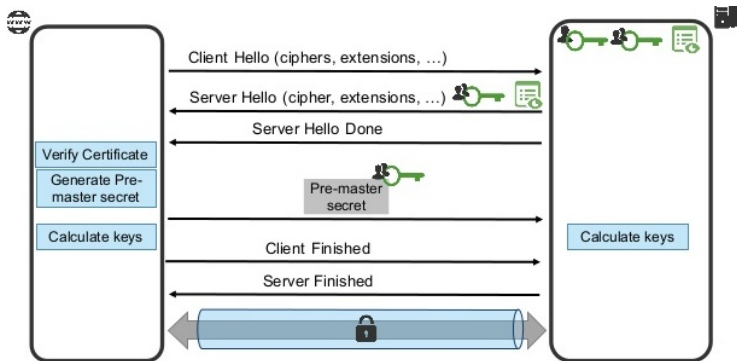 www
Client Hello (ciphers, extensions, …)
Server Hello (cipher, extensions, …)
Server Hello Done
Verify Certificate
Generate Pre-
master secret
Pre-master
secret
Calculate keys
Calculate keys
Client Finished
Server Finished